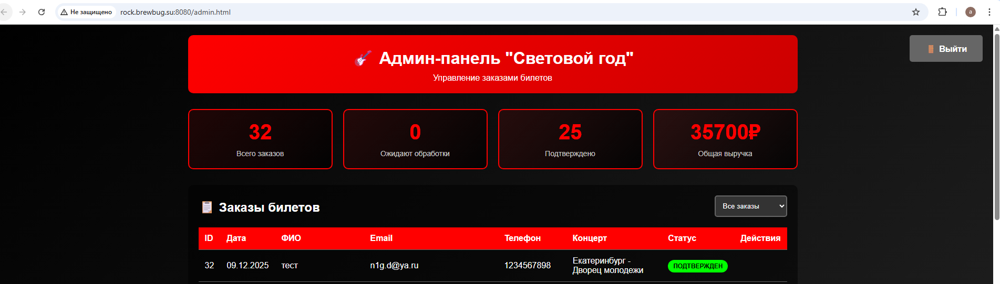 Не защищено
rock.brewbug.su:8080/admin.html
a
Админ-панель "Световой год"
Управление заказами билетов
Выйти
32
Всего заказов
0
Ожидают обработки
25
Подтверждено
35700₽
Общая выручка
Заказы билетов
Все заказы
ID Дата ФИО Email Телефон Концерт Статус Действия
32 09.12.2025 тест n1g.d@ya.ru 1234567898 Екатеринбург -
Дворец молодежи
ПОДТВЕРЖДЕН